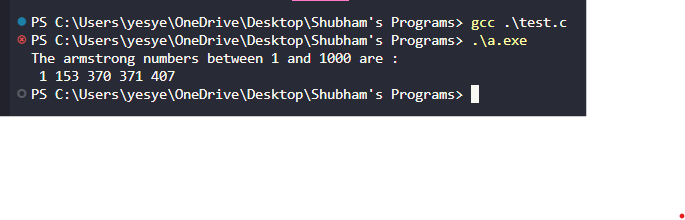 PS C:\Users\yesye\OneDrive\Desktop\Shubham's Programs> gcc .\test.c
PS C:\Users\yesye\OneDrive\Desktop\Shubham's Programs> .\a.exe
The armstrong numbers between 1 and 1000 are :
1 153 370 371 407
PS C:\Users\yesye\OneDrive\Desktop\Shubham's Programs>